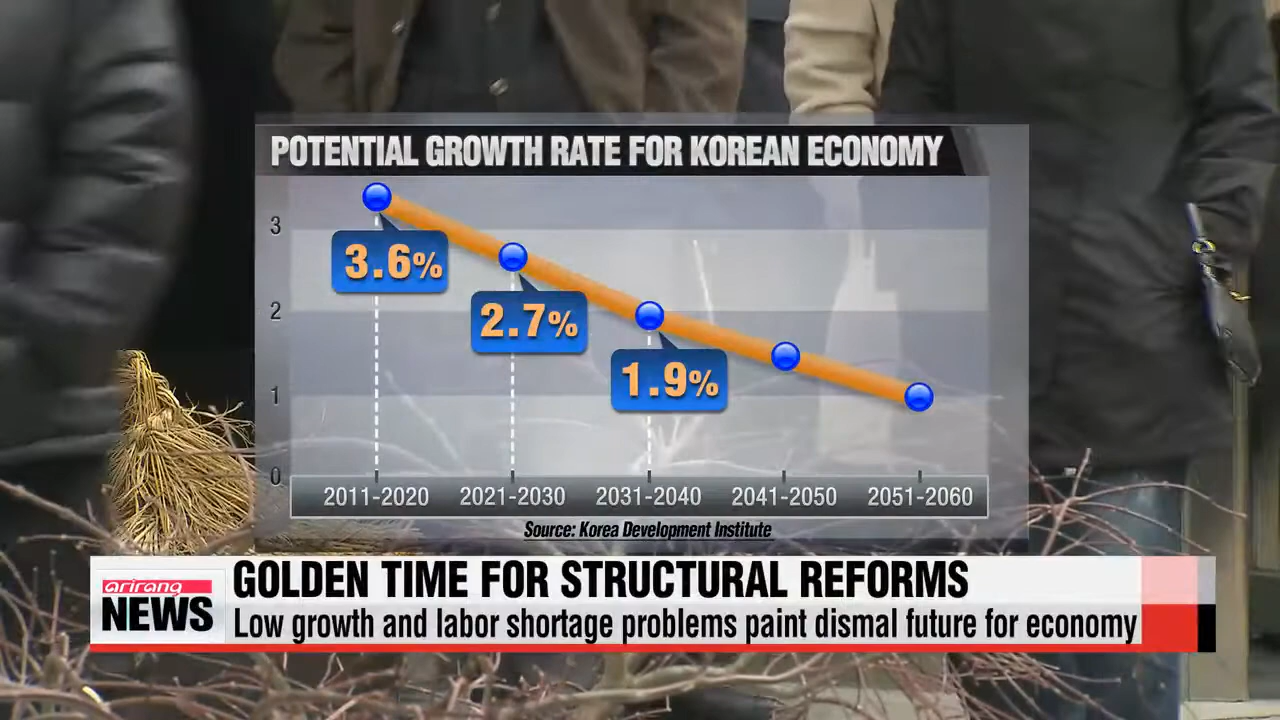 POTENTIAL GROWTH RATE FOR KOREAN ECONOMY
3
3.6%
2.7%
2
1.9%
1
0
2011-2020 2021-2030 2031-2040 2041-2050 2051-2060
Source: Korea Development Institute
arirang
NEWS
GOLDEN TIME FOR STRUCTURAL REFORMS
Low growth and labor shortage problems paint dismal future for economy